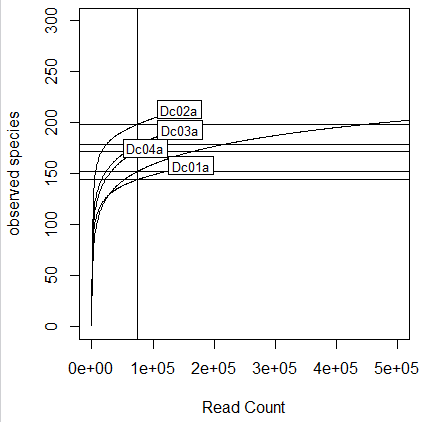 300
250
200
150
100
50
0
observed species
Dc02a
Dc03a
Dc04a
Dc01a
0e+00 1e+05 2e+05 3e+05 4e+05 5e+05
Read Count